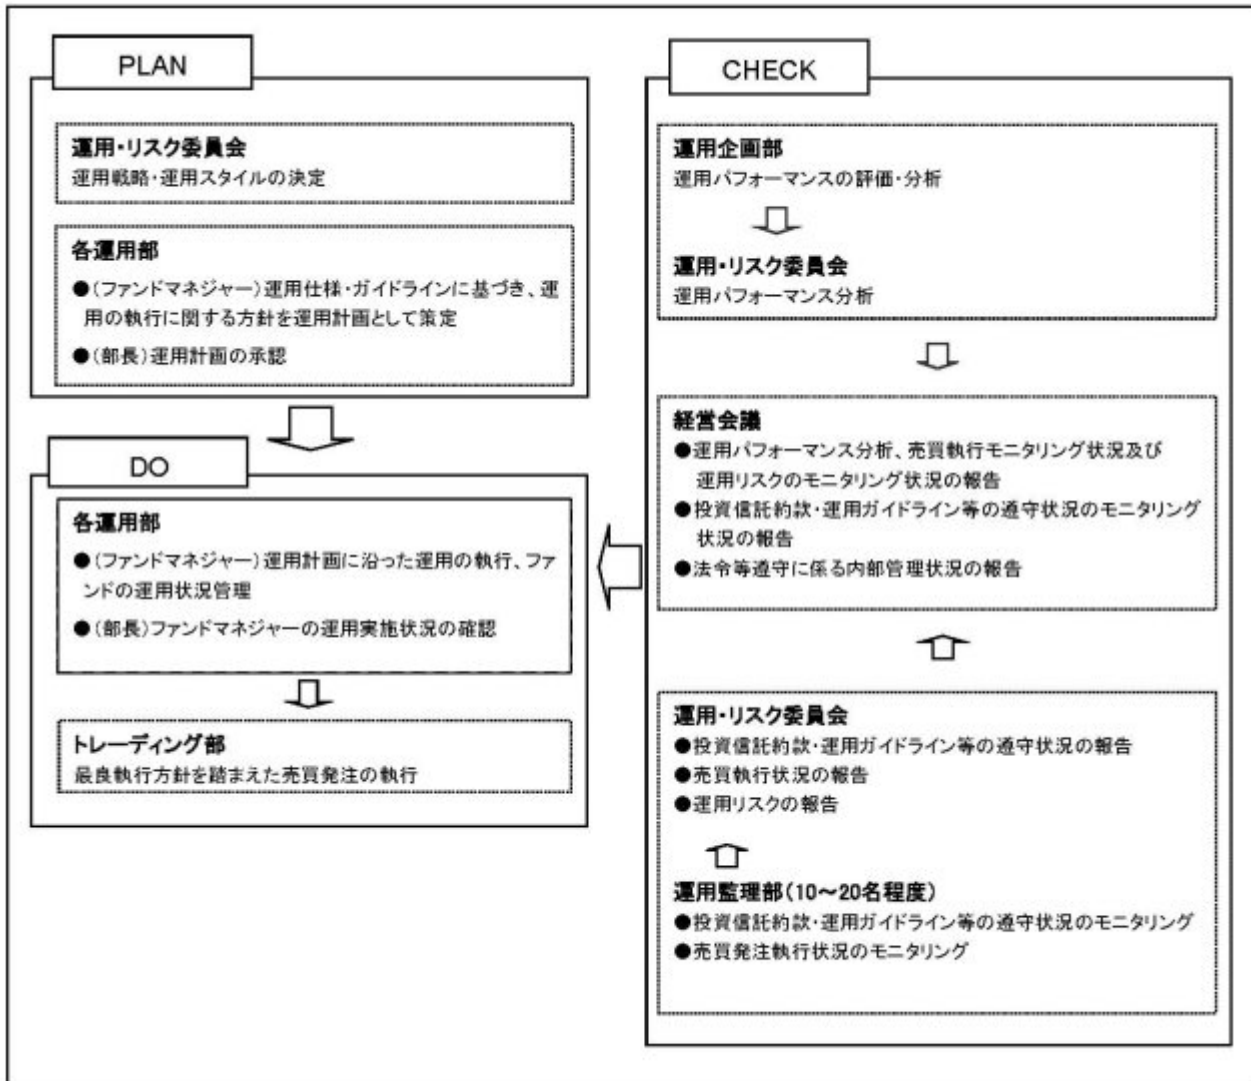 PLAN
運用・リスク委員会
運用戦略・運用スタイルの決定
各運用部
●(ファンドマネジャー)運用仕様・ガイドラインに基づき、運
用の執行に関する方針を運用計画として策定
●(部長)運用計画の承認
DO
各運用部
●(ファンドマネジャー)運用計画に沿った運用の執行、ファ
ンドの運用状況管理
●(部長)ファンドマネジャーの運用実施状況の確認
トレーディング部
最良執行方針を踏まえた売買発注の執行
CHECK
運用企画部
運用パフォーマンスの評価・分析
運用・リスク委員会
運用パフォーマンス分析
経営会議
●運用パフォーマンス分析、売買執行モニタリング状況及び
運用リスクのモニタリング状況の報告
●投資信託約款・運用ガイドライン等の遵守状況のモニタリング
状況の報告
●法令等遵守に係る内部管理状況の報告
運用・リスク委員会
●投資信託約款・運用ガイドライン等の遵守状況の報告
●売買執行状況の報告
●運用リスクの報告
運用監理部(10～20名程度)
●投資信託約款・運用ガイドライン等の遵守状況のモニタリング
●売買発注執行状況のモニタリング